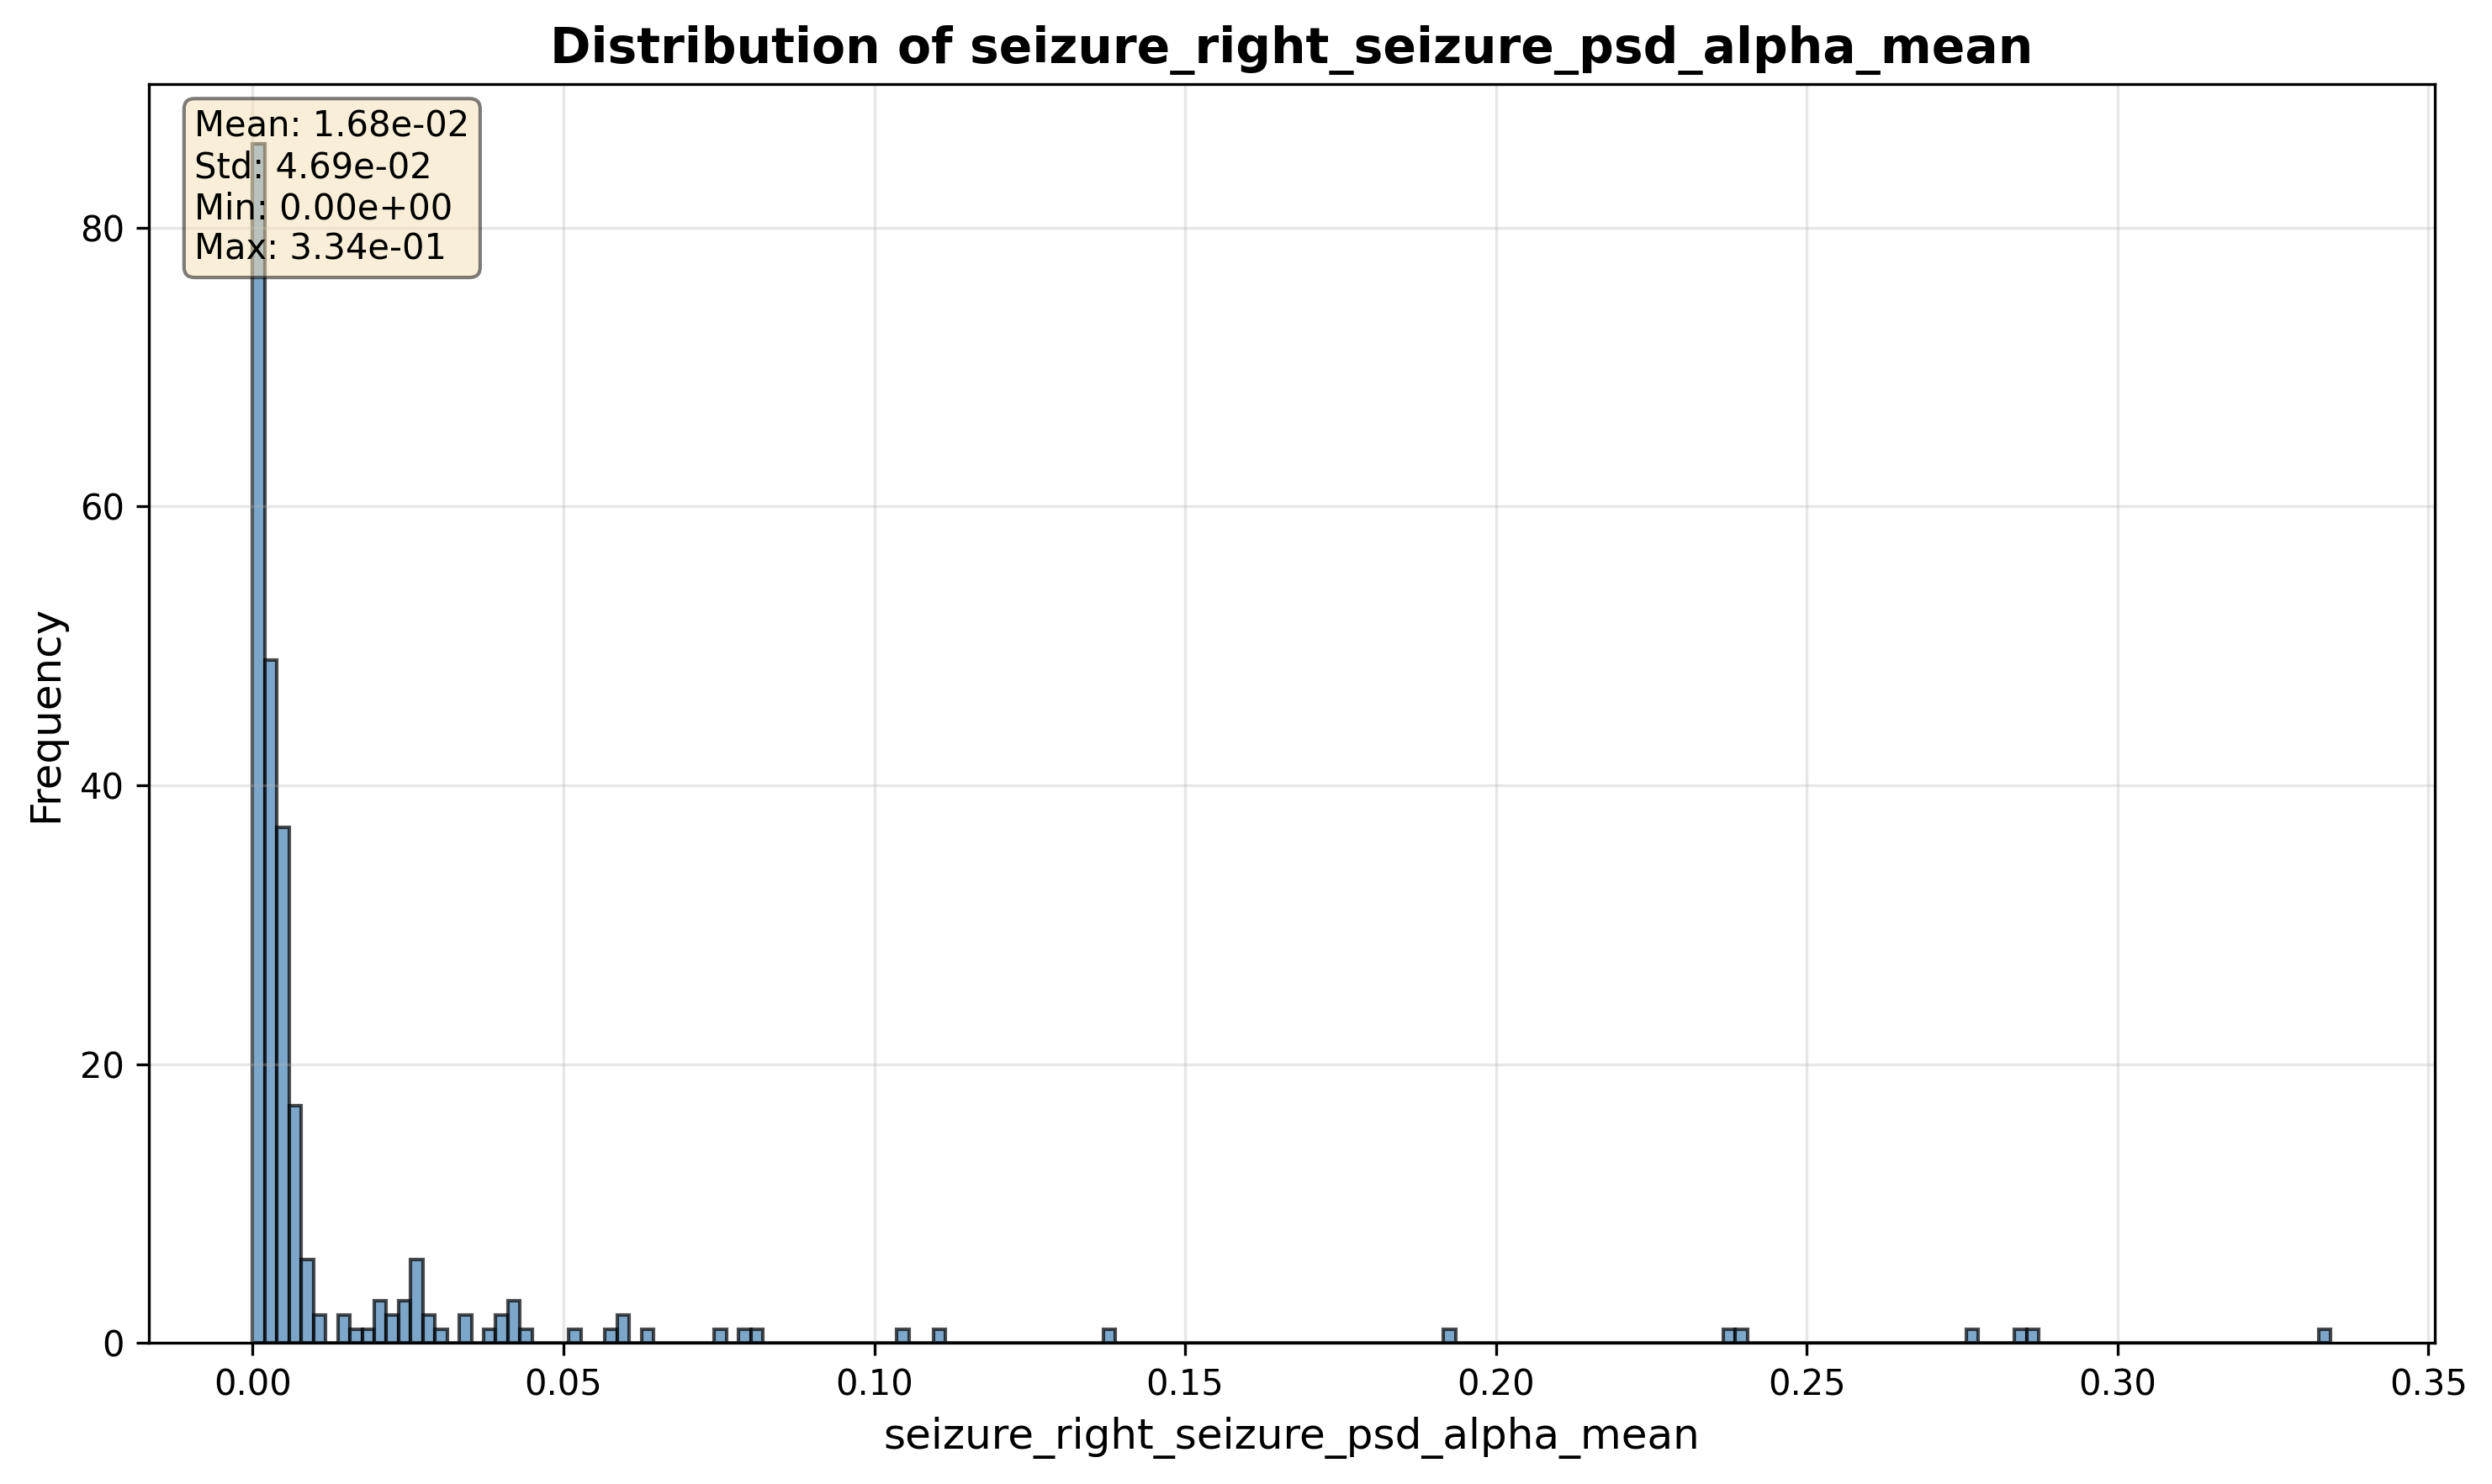 Distribution of seizure_right_seizure_psd_alpha_mean
Mean: 1.68e-02
Std: 4.69e-02
Min: 0.00e+00
Max: 3.34e-01
80
60
40
20
0
Frequency
0.00 0.05 0.10 0.15 0.20 0.25 0.30 0.35
seizure_right_seizure_psd_alpha_mean